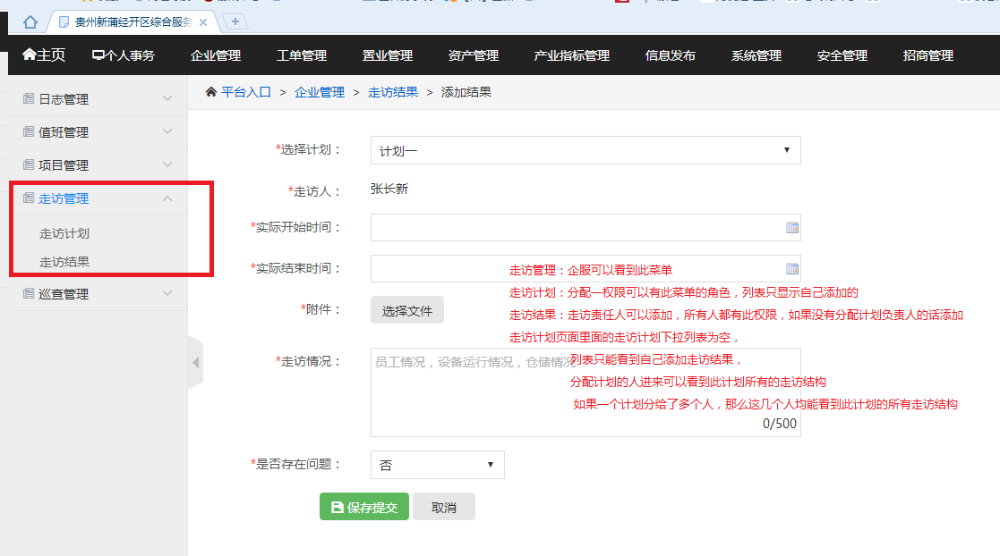 贵州新蒲经开区综合服务
主页 个人事务 企业管理 工单管理 置业管理 资产管理 产业指标管理 信息发布 系统管理 安全管理 招商管理
平台入口 > 企业管理 > 走访结果 > 添加结果
日志管理
值班管理
项目管理
走访管理
走访计划
走访结果
巡查管理
*选择计划： 计划一
*走访人： 张长新
*实际开始时间：
*实际结束时间：
走访管理：企服可以看到此菜单
走访计划：分配一权限可以有此菜单的角色，列表只显示自己添加的
*附件： 选择文件
走访结果：走访责任人可以添加，所有人都有此权限，如果没有分配计划负责人的话添加
走访计划页面里面的走访计划下拉列表为空，
*走访情况： 员工情况，设备运行情况，仓储情况
列表只能看到自己添加走访结果，
分配计划的人进来可以看到此计划所有的走访结构
如果一个计划分给了多个人，那么这几个人均能看到此计划的所有走访结构
0/500
*是否存在问题： 否
保存提交 取消